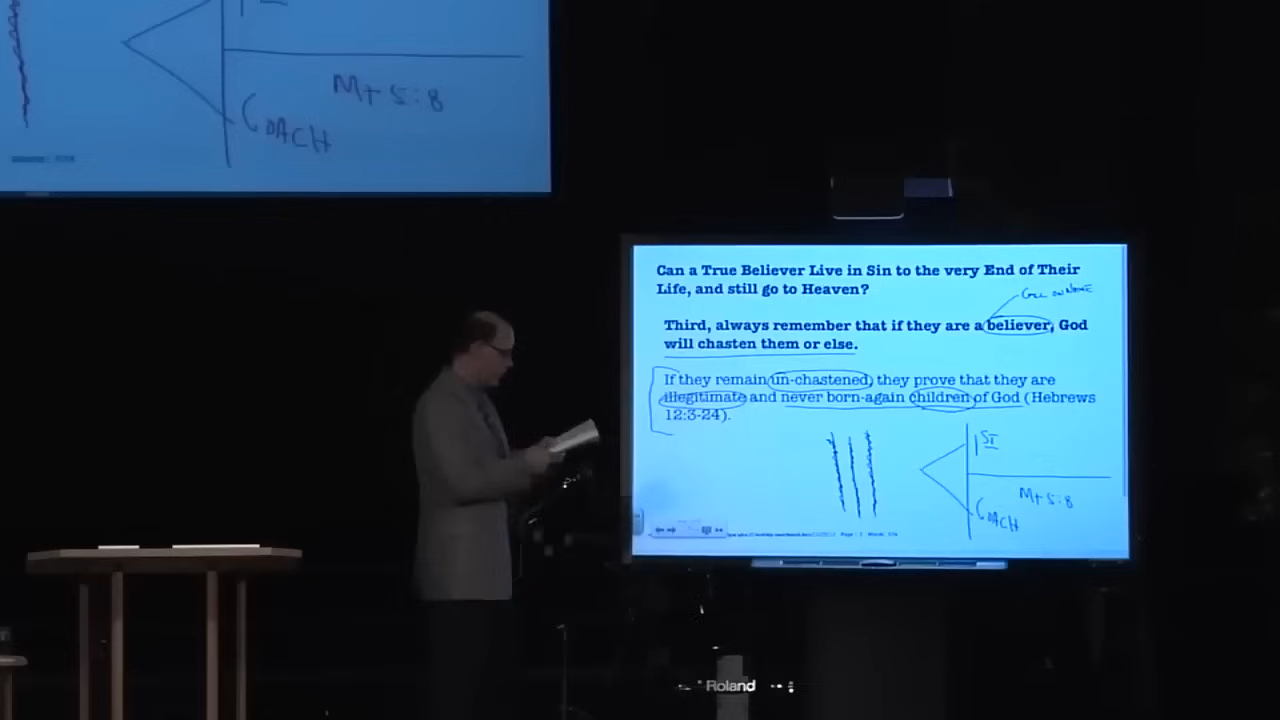 Mt 5:8
COACH
Can a True Believer Live in Sin to the very End of Their
Life, and still go to Heaven?
Third, always remember that if they are a believer, God
will chasten them or else.
If they remain un-chastened, they prove that they are
illegitimate and never born-again children of God (Hebrews
12:3-24).
1ST
Mt 5:8
COACH
Roland